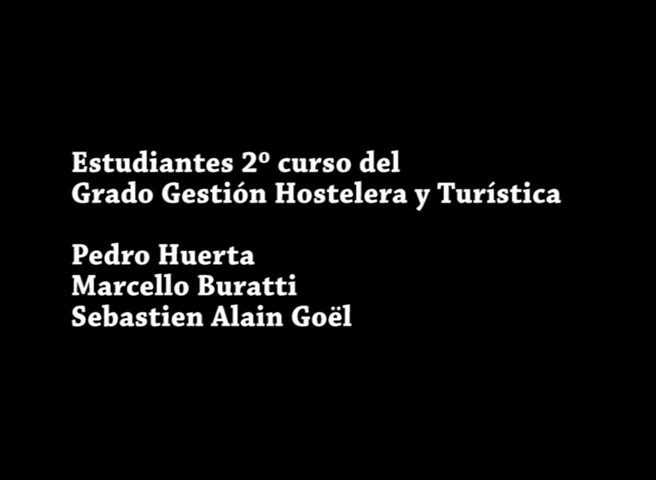 Estudiantes 2º curso del
Grado Gestión Hostelera y Turística
Pedro Huerta
Marcello Buratti
Sebastien Alain Goël